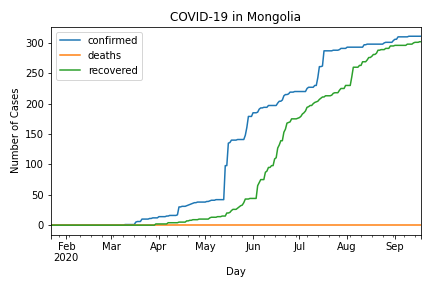 COVID-19 in Mongolia
confirmed
deaths
recovered
Number of Cases
300
250
200
150
100
50
0
Feb Mar Apr May Jun Jul Aug Sep
2020
Day